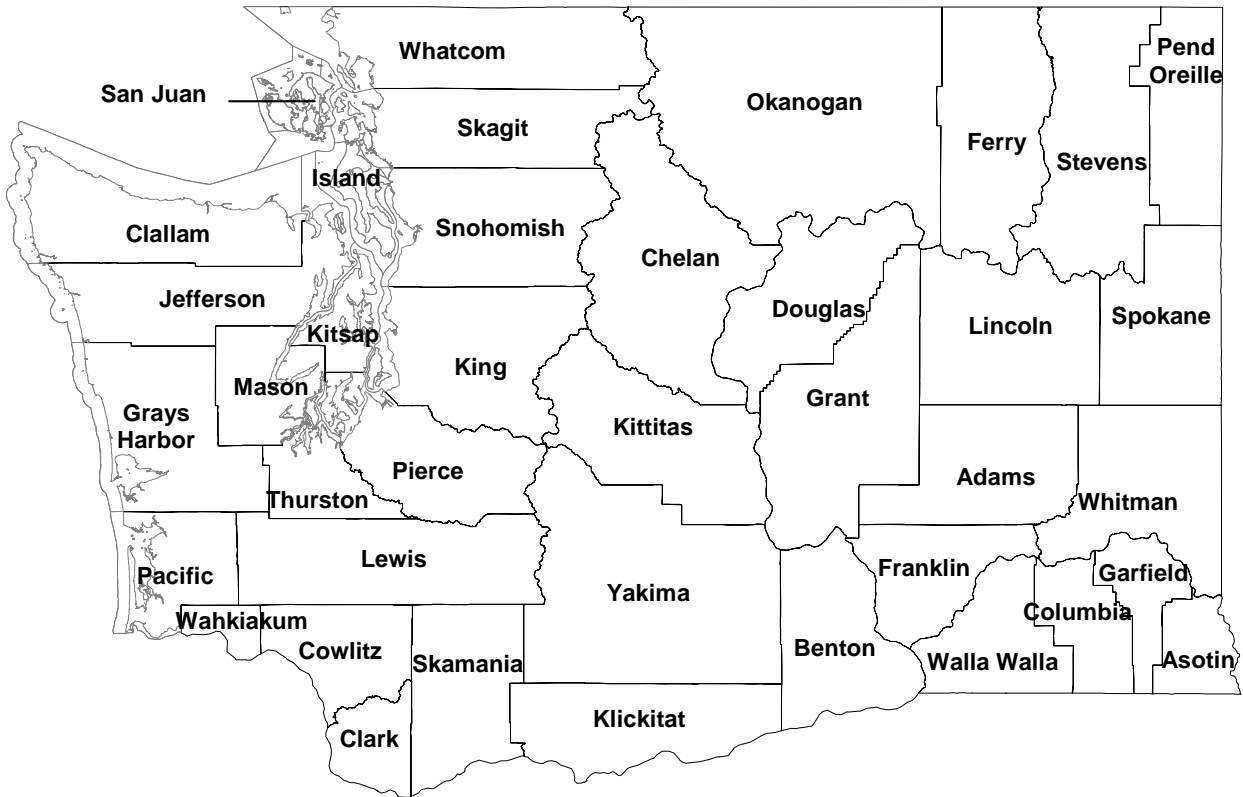 Whatcom
Pend
Oreille
San Juan
Okanogan
Skagit
Ferry
Stevens
Island
Snohomish
Clallam
Chelan
Jefferson
Douglas
Spokane
Lincoln
Kitsap
King
Mason
Grant
Grays
Harbor
Kittitas
Pierce
Adams
Thurston
Whitman
Lewis
Franklin
Garfield
Pacific
Yakima
Columbia
Wahkiakum
Cowlitz
Benton
Skamania
Walla Walla
Asotin
Klickitat
Clark